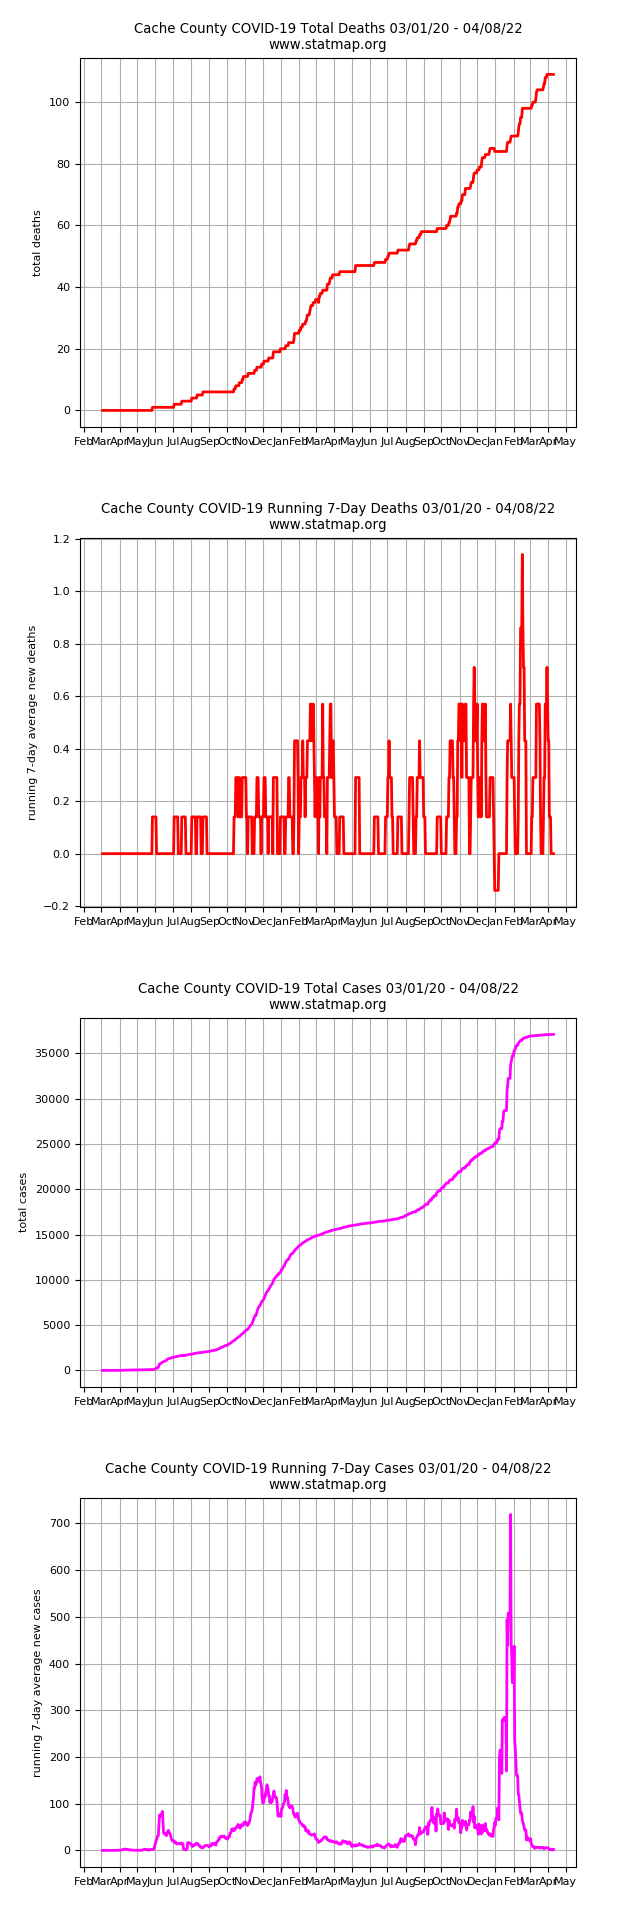 Cache County COVID-19 Total Deaths 03/01/20 - 04/08/22
www.statmap.org
total deaths
100
80
60
40
20
0
Feb Mar Apr May Jun Jul Aug Sep Oct Nov Dec Jan Feb Mar Apr May Jun Jul Aug Sep Oct Nov Dec Jan Feb Mar Apr May
Cache County COVID-19 Running 7-Day Deaths 03/01/20 - 04/08/22
www.statmap.org
running 7-day average new deaths
1.2
1.0
0.8
0.6
0.4
0.2
0.0
−0.2
Feb Mar Apr May Jun Jul Aug Sep Oct Nov Dec Jan Feb Mar Apr May Jun Jul Aug Sep Oct Nov Dec Jan Feb Mar Apr May
Cache County COVID-19 Total Cases 03/01/20 - 04/08/22
www.statmap.org
total cases
35000
30000
25000
20000
15000
10000
5000
0
Feb Mar Apr May Jun Jul Aug Sep Oct Nov Dec Jan Feb Mar Apr May Jun Jul Aug Sep Oct Nov Dec Jan Feb Mar Apr May
Cache County COVID-19 Running 7-Day Cases 03/01/20 - 04/08/22
www.statmap.org
running 7-day average new cases
700
600
500
400
300
200
100
0
Feb Mar Apr May Jun Jul Aug Sep Oct Nov Dec Jan Feb Mar Apr May Jun Jul Aug Sep Oct Nov Dec Jan Feb Mar Apr May